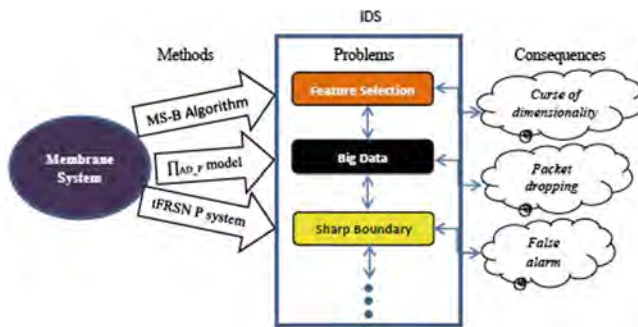 IDS
Methods
Problems
Consequences
MS-B Algorithm
Feature Selection
Curse of
dimensionality
Membrane
System
∏AD_P model
Big Data
Packet
dropping
tFRSN P system
Sharp Boundary
False
alarm